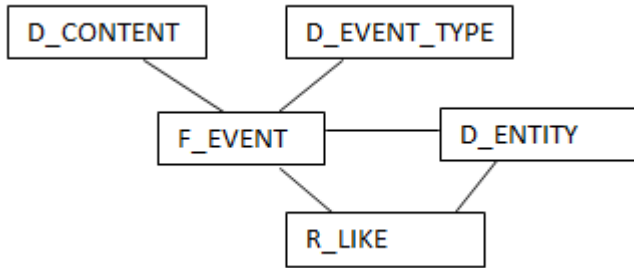 D_CONTENT
D_EVENT_TYPE
F_EVENT
D_ENTITY
R_LIKE